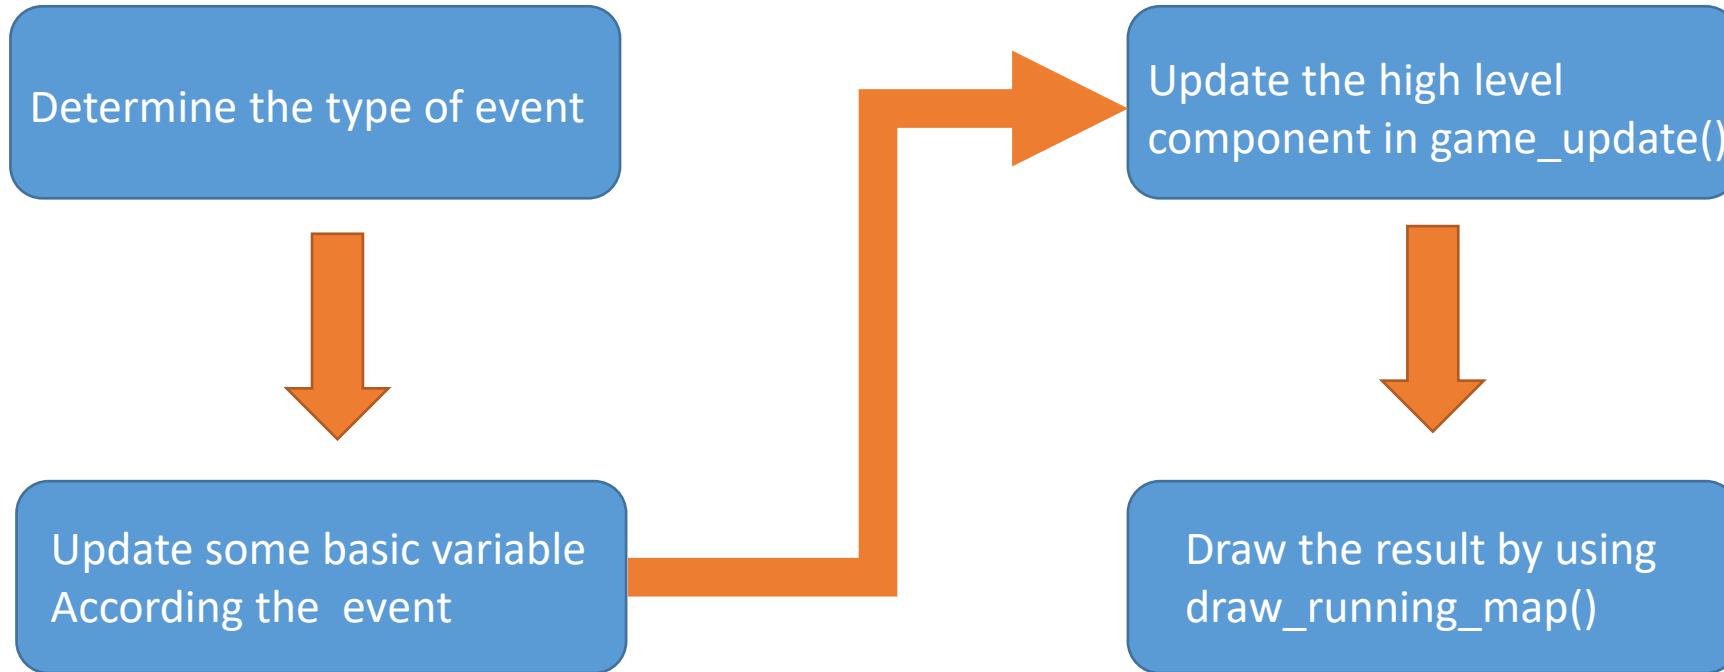 Determine the type of event
Update some basic variable
According the  event
Update the high level
component in game_update()
Draw the result by using
draw_running_map()